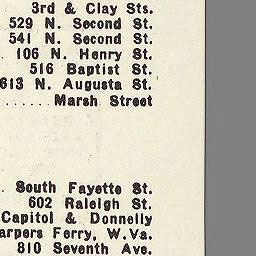 3rd & Clay Sts.
529 N. Second St.
541 N. Second St.
. 106 N. Henry St.
516 Baptist St.
613 N. Augusta St.
...... Marsh Street
. South Fayette St.
602 Raleigh St.
Capitol & Donnelly
arpers Ferry, W.Va.
810 Seventh Ave.